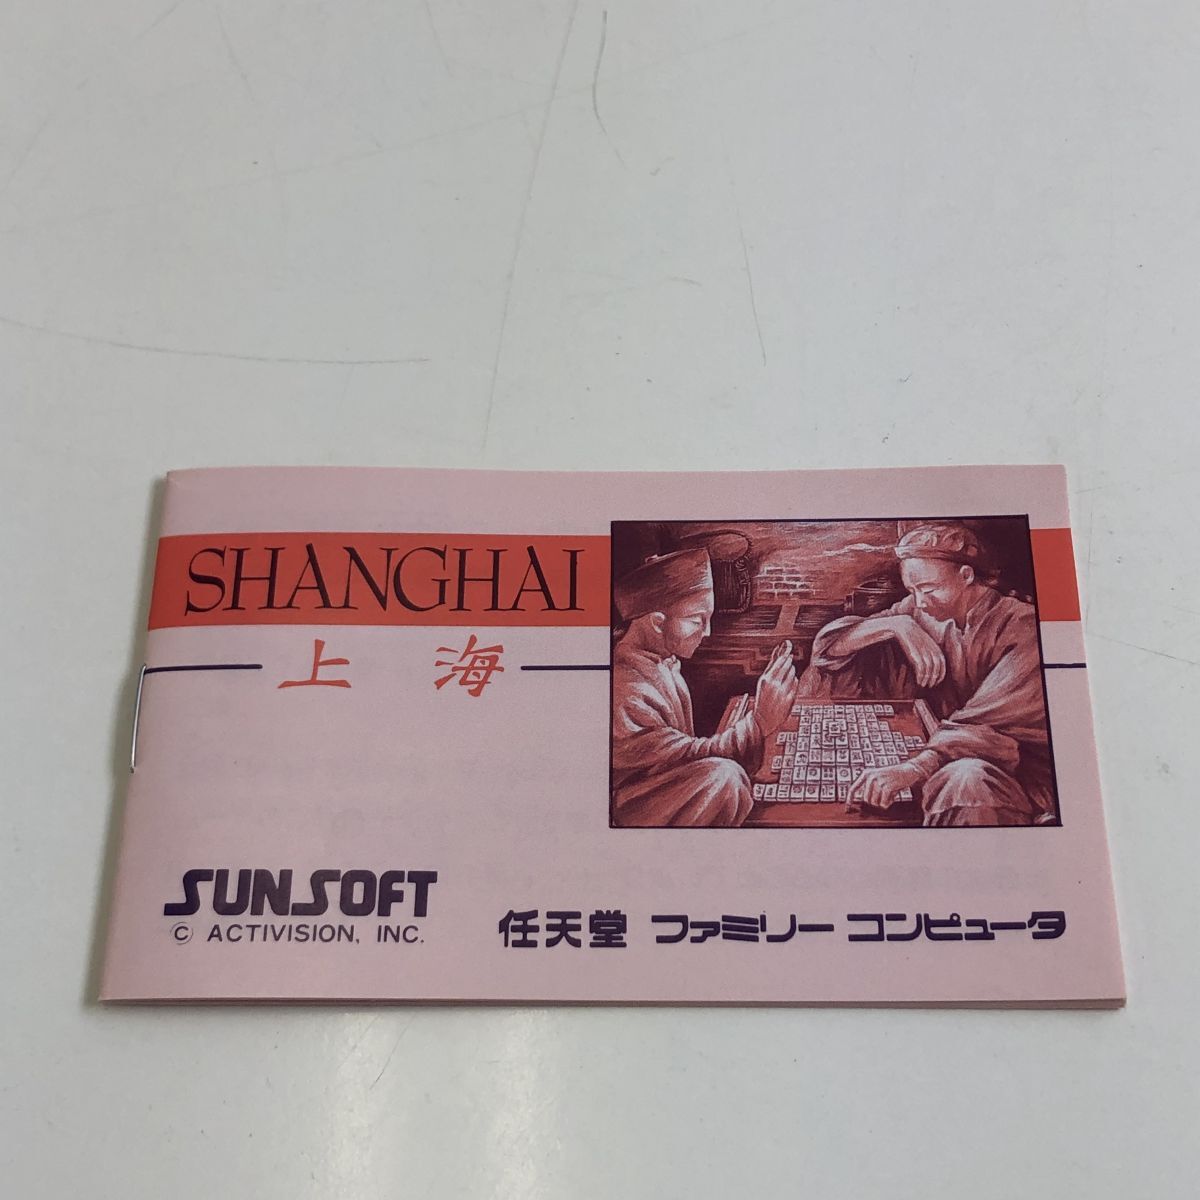 SHANGHAI
上海
SUNSOFT
© ACTIVISION, INC.
任天堂 ファミリー コンピュータ